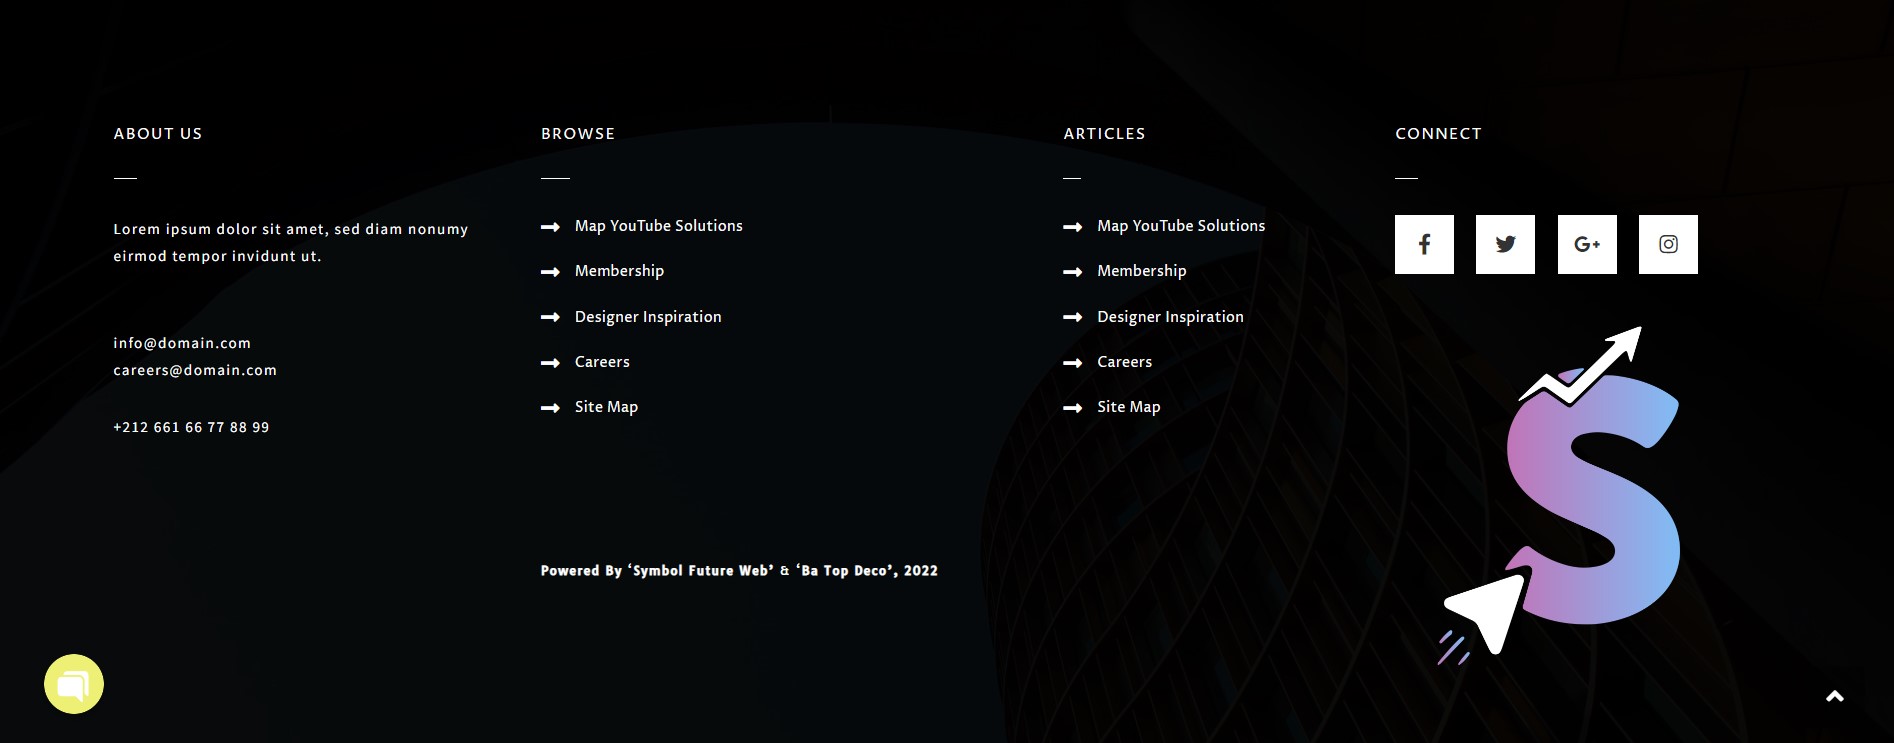 ABOUT US
Lorem ipsum dolor sit amet, sed diam nonumy
eirmod tempor invidunt ut.
info@domain.com
careers@domain.com
+212 661 66 77 88 99
BROWSE
Map YouTube Solutions
Membership
Designer Inspiration
Careers
Site Map
Powered By ‘Symbol Future Web’ & ‘Ba Top Deco’, 2022
ARTICLES
Map YouTube Solutions
Membership
Designer Inspiration
Careers
Site Map
CONNECT
G+
S